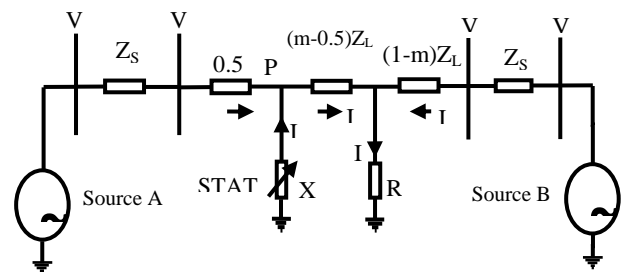 V
V
V
V
Z_S
0.5
P
(m-0.5)Z_L
(1-m)Z_L
Z_S
I
I
Source A
STAT
X
I
R
Source B